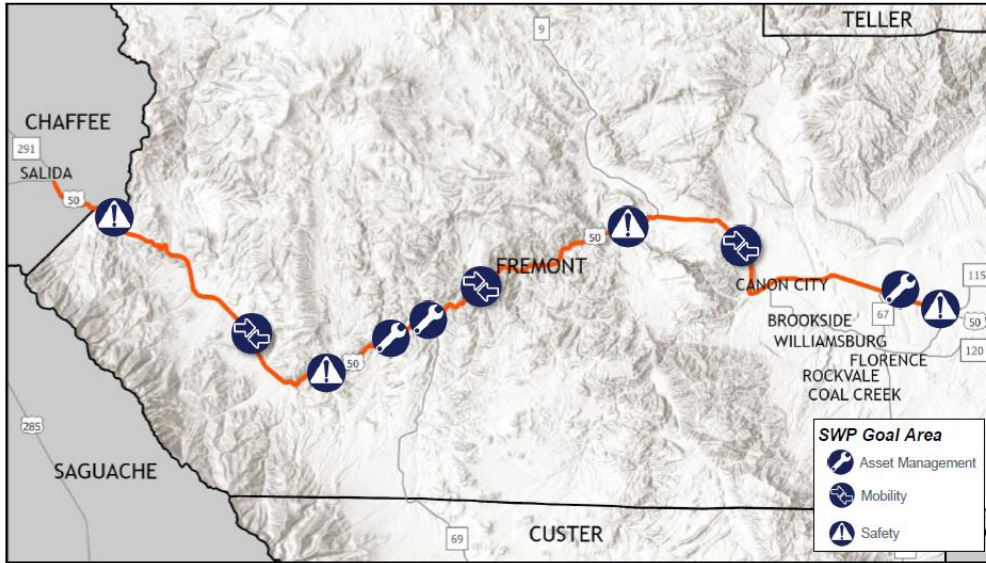 TELLER
9
CHAFFEE
291
SALIDA
50
50
FREMONT
CANON CITY
115
67
50
BROOKSIDE
WILLIAMSBURG
FLORENCE
120
ROCKVALE
COAL CREEK
50
285
SAGUACHE
SWP Goal Area
Asset Management
Mobility
Safety
CUSTER
69